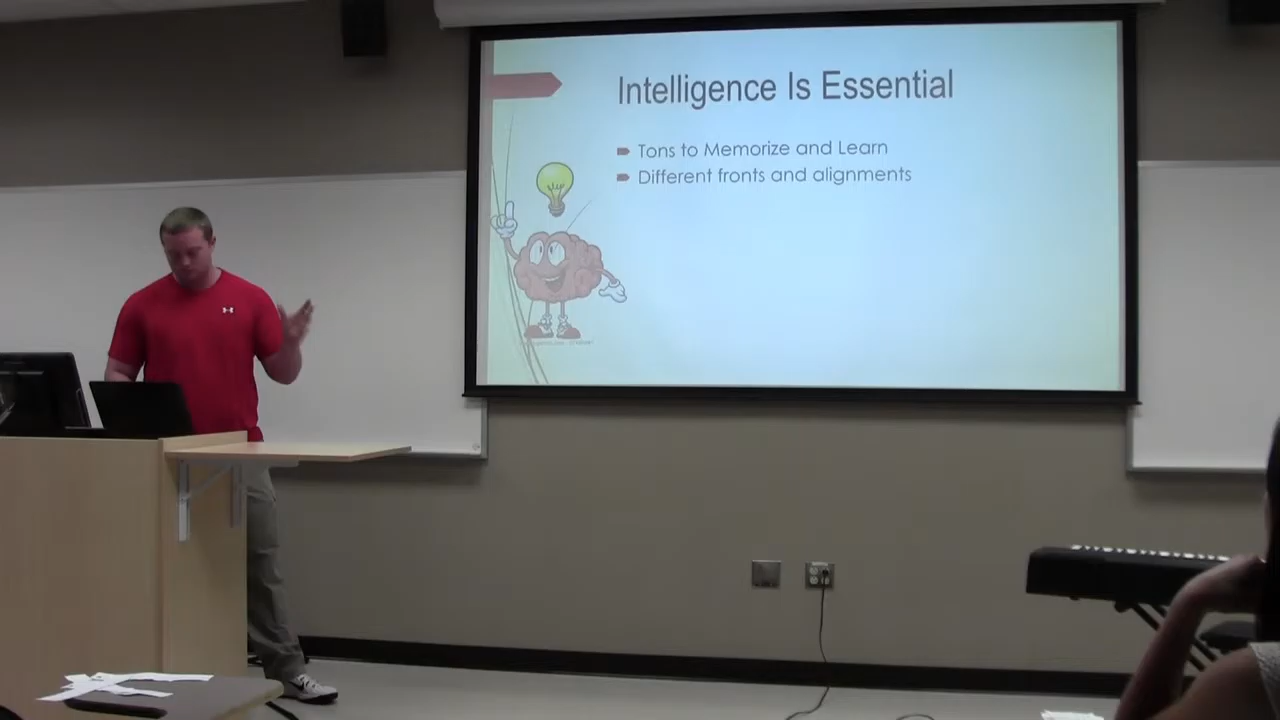 Intelligence Is Essential
Tons to Memorize and Learn
Different fronts and alignments